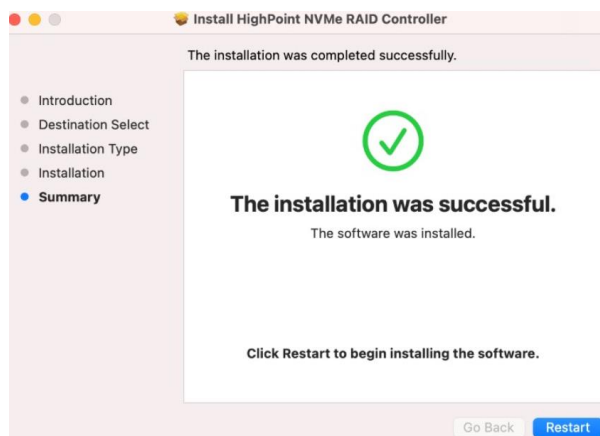 Install HighPoint NVMe RAID Controller
The installation was completed successfully.
Introduction
Destination Select
Installation Type
Installation
Summary
The installation was successful.
The software was installed.
Click Restart to begin installing the software.
Go Back
Restart